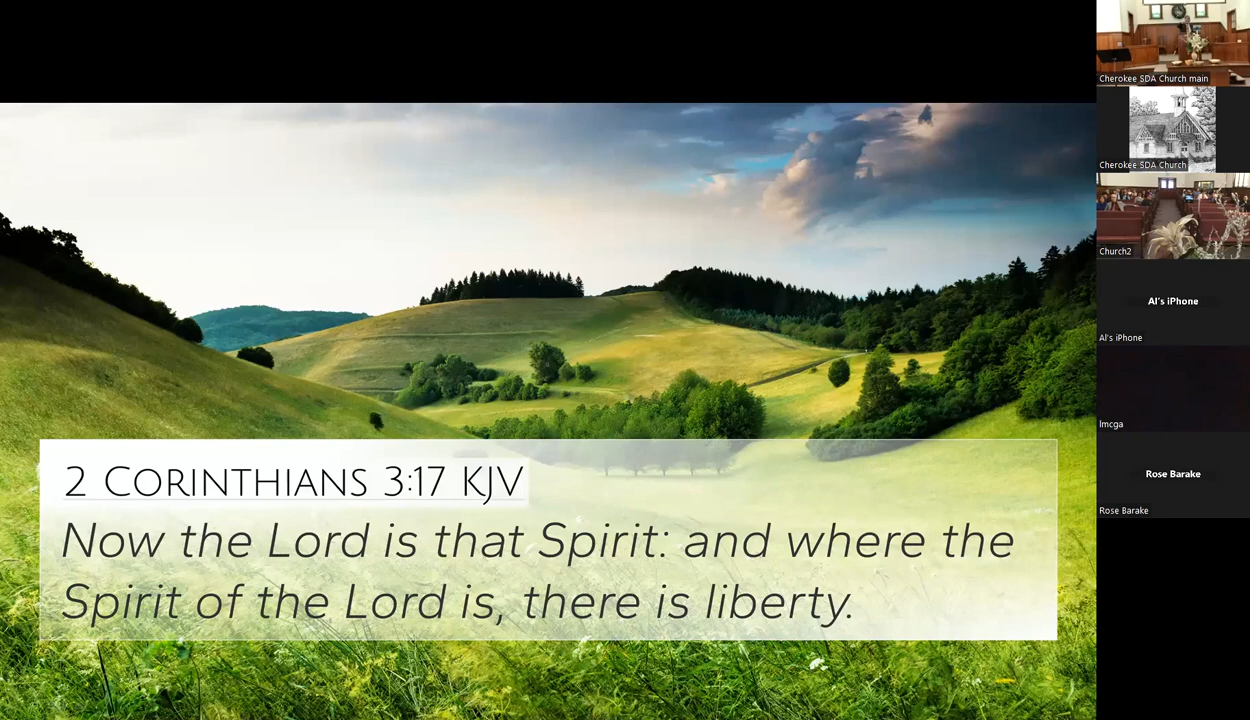 2 CORINTHIANS 3:17 KJV
Now the Lord is that Spirit: and where the
Spirit of the Lord is, there is liberty.
Cherokee SDA Church main
Cherokee SDA Church
Church2
Al's iPhone
Al's iPhone
lmcga
Rose Barake
Rose Barake